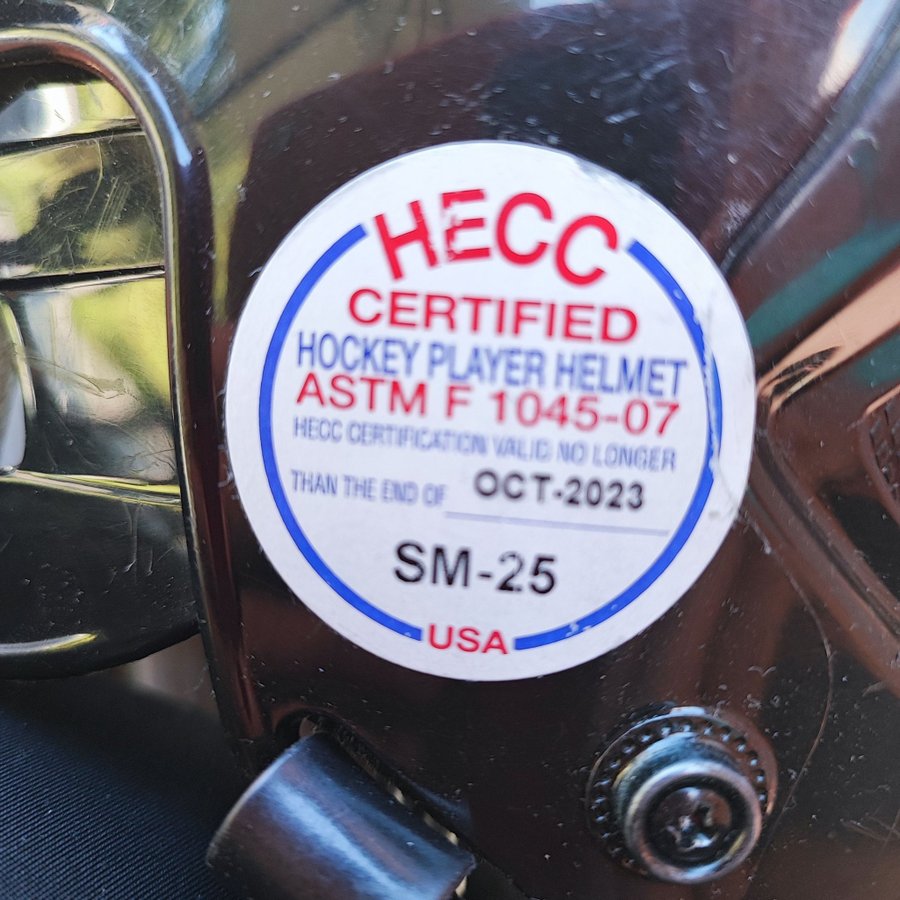 HECC
CERTIFIED
HOCKEY PLAYER HELMET
ASTM F 1045-07
HECC CERTIFICATION VALID NO LONGER
THAN THE END OF OCT-2023
SM-25
USA